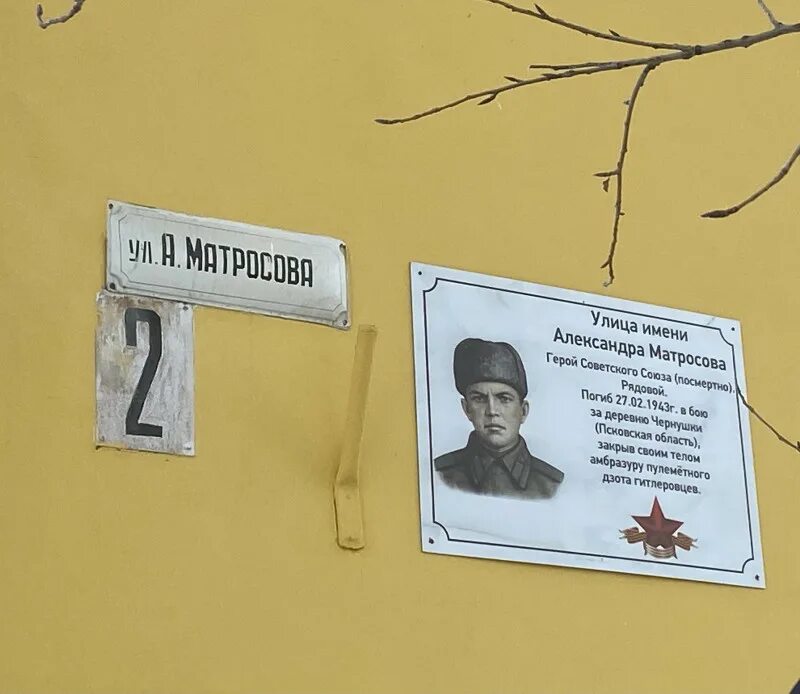 ул. А. Матросова
2
Улица имени
Александра Матросова
Герой Советского Союза (посмертно).
Рядовой.
Погиб 27.02.1943г. в бою
за деревню Чернушки
(Псковская область),
закрыв своим телом
амбразуру пулемётного
дзота гитлеровцев.